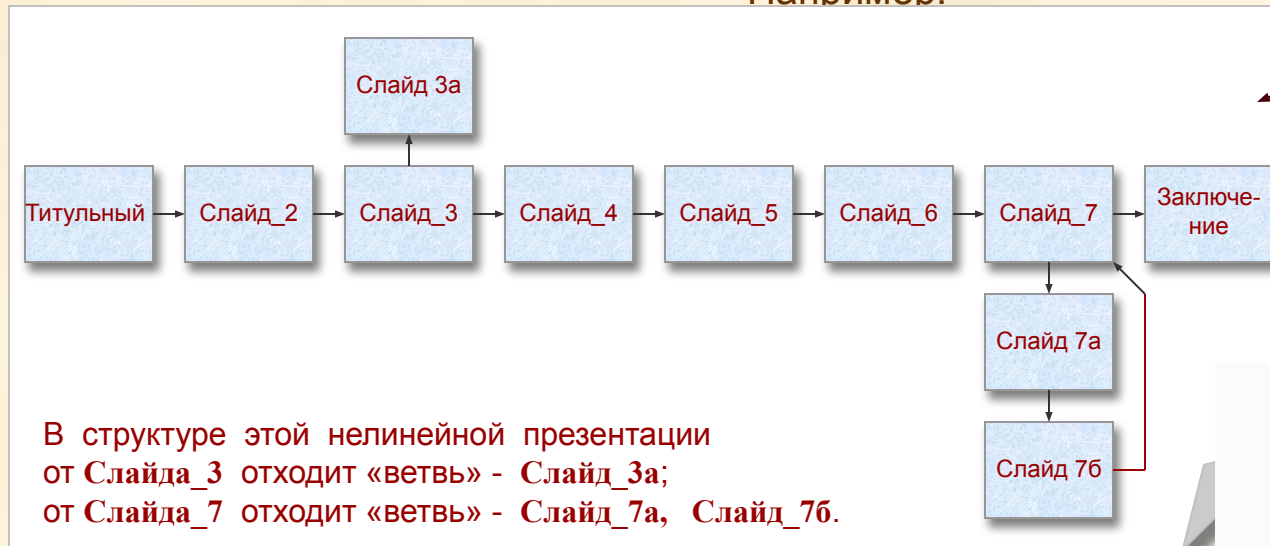 Например:
Слайд 3а
Титульный
Слайд_2
Слайд_3
Слайд_4
Слайд_5
Слайд_6
Слайд_7
Заключе-
ние
Слайд 7а
Слайд 7б
В структуре этой нелинейной презентации
от Слайда_3 отходит «ветвь» - Слайд_3а;
от Слайда_7 отходит «ветвь» - Слайд_7а, Слайд_7б.